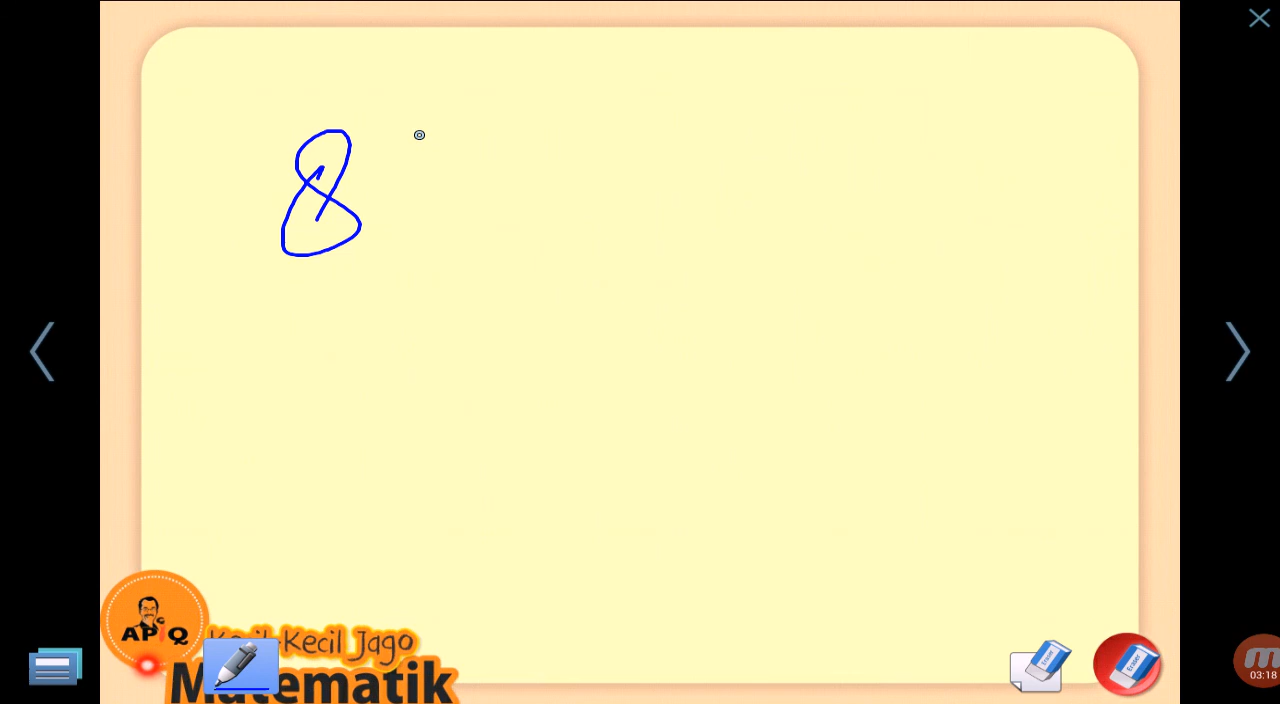 8
APIQ
Kecil-Kecil Jago
Matematik
Eraser
Eraser
03:18